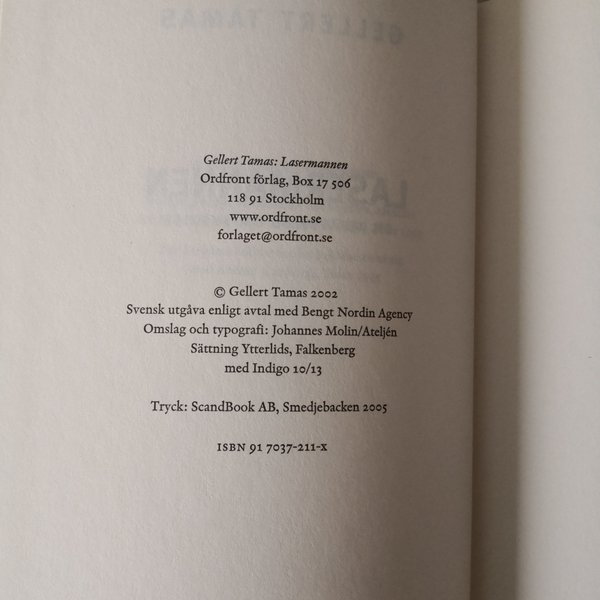 Gellert Tamas: Lasermannen
Ordfront förlag, Box 17 506
118 91 Stockholm
www.ordfront.se
forlaget@ordfront.se
© Gellert Tamas 2002
Svensk utgåva enligt avtal med Bengt Nordin Agency
Omslag och typografi: Johannes Molin/Ateljén
Sättning Ytterlids, Falkenberg
med Indigo 10/13
Tryck: ScandBook AB, Smedjebacken 2005
ISBN 91 7037-211-X